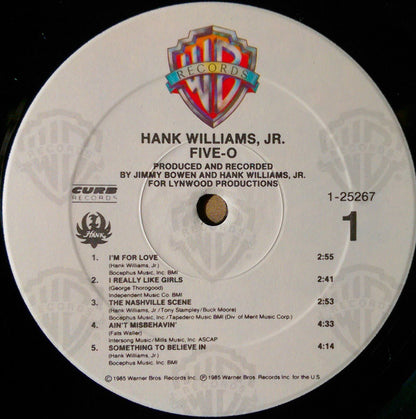 WB
RECORDS
HANK WILLIAMS, JR.
FIVE-O
PRODUCED AND RECORDED
BY JIMMY BOWEN AND HANK WILLIAMS, JR.
FOR LYNWOOD PRODUCTIONS
CURB
RECORDS
HANK
1-25267
1
1. I'M FOR LOVE 2:55
(Hank Williams, Jr.)
Bocephus Music, Inc. BMI
2. I REALLY LIKE GIRLS 2:41
(George Thorogood)
Independent Music Co. BMI
3. THE NASHVILLE SCENE 2:53
(Hank Williams, Jr./Tony Stampley/Buck Moore)
Bocephus Music, Inc./Tapadero Music BMI (Div. of Merit Music Corp.)
4. AIN'T MISBEHAVIN' 4:33
(Fats Waller)
Intersong Music/Mills Music, Inc. ASCAP
5. SOMETHING TO BELIEVE IN 4:14
(Hank Williams, Jr.)
Bocephus Music, Inc. BMI
© 1985 Warner Bros. Records Inc. ℗ 1985 Warner Bros. Records Inc. for the U.S